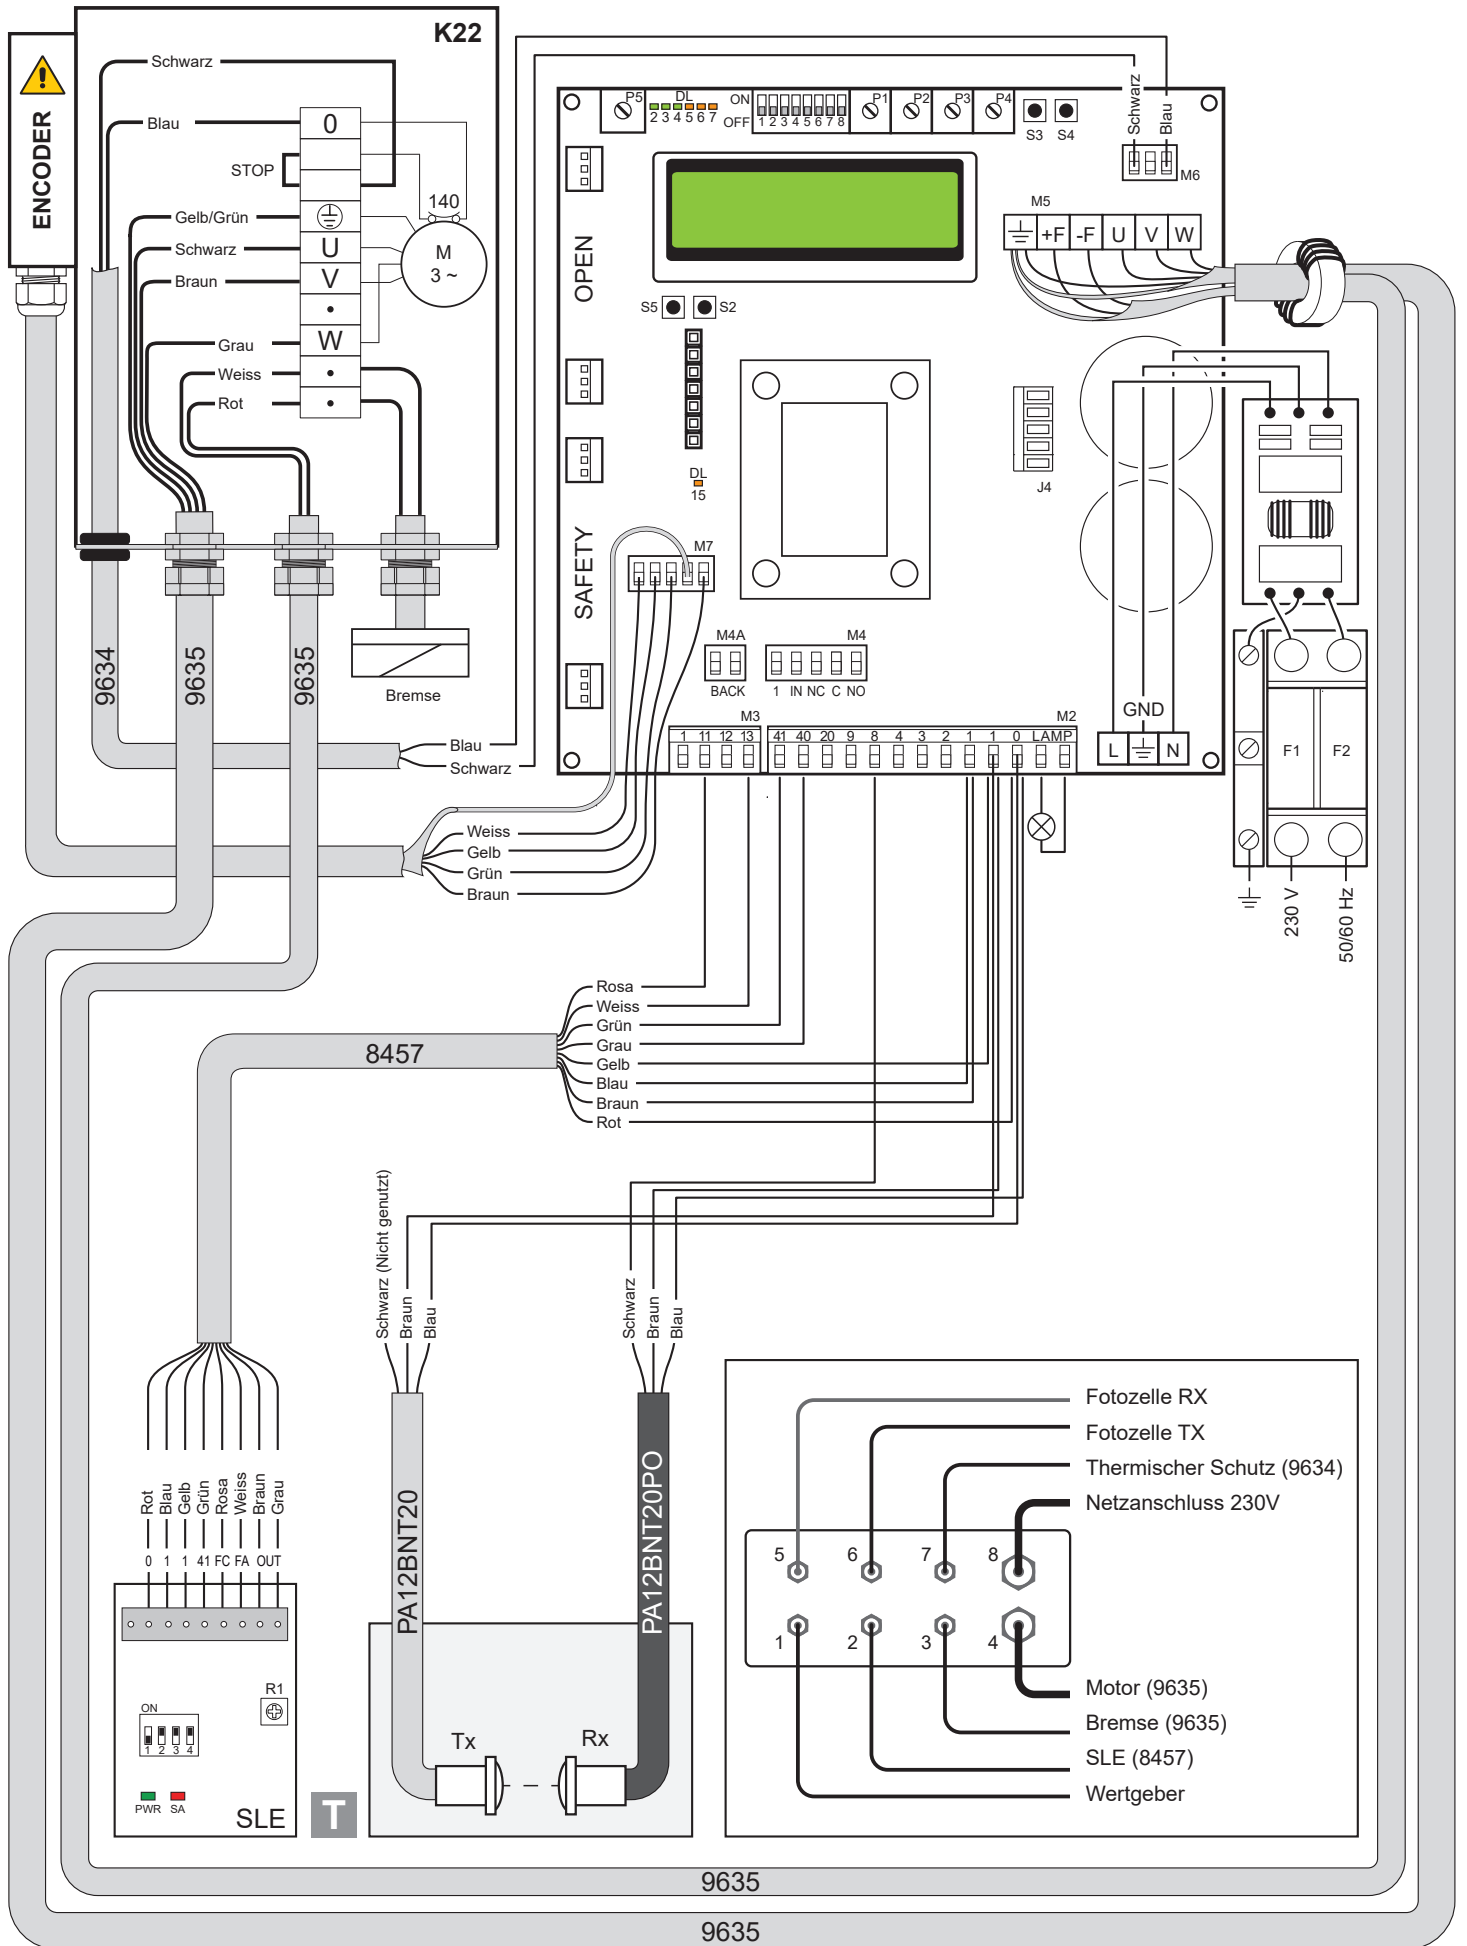 K22
ENCODER
Schwarz
Blau
0
STOP
Gelb/Grün
Schwarz
U
Braun
V
•
Grau
W
Weiss
•
Rot
•
140
M
3 ~
Bremse
9634
9635
9635
P5
DL
2 3 4 5 6 7
ON
OFF
1 2 3 4 5 6 7 8
P1
P2
P3
P4
S3
S4
Schwarz
Blau
M6
M5
+F
-F
U
V
W
OPEN
S5
S2
DL
15
J4
SAFETY
M7
M4A
BACK
M4
1 IN NC C NO
M3
1 11 12 13
M2
41 40 20 9 8 4 3 2 1 1 0 LAMP
GND
L
N
F1
F2
230 V
50/60 Hz
Blau
Schwarz
Weiss
Gelb
Grün
Braun
Rosa
Weiss
Grün
Grau
Gelb
Blau
Braun
Rot
8457
Schwarz (Nicht genutzt)
Braun
Blau
Schwarz
Braun
Blau
PA12BNT20
PA12BNT20PO
Tx
Rx
Rot
Blau
Gelb
Grün
Rosa
Weiss
Braun
Grau
0 1 1 41 FC FA OUT
R1
ON
1 2 3 4
PWR
SA
SLE
T
Fotozelle RX
Fotozelle TX
Thermischer Schutz (9634)
Netzanschluss 230V
5 6 7 8
1 2 3 4
Motor (9635)
Bremse (9635)
SLE (8457)
Wertgeber
9635
9635